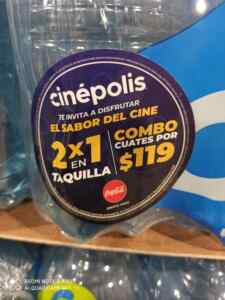 cinépolis
TE INVITA A DISFRUTAR
EL SABOR DEL CINE
2x1
EN
TAQUILLA
COMBO
CUATES POR
$119
Coca-Cola
REDMI NOTE 8
AI QUAD CAMERA